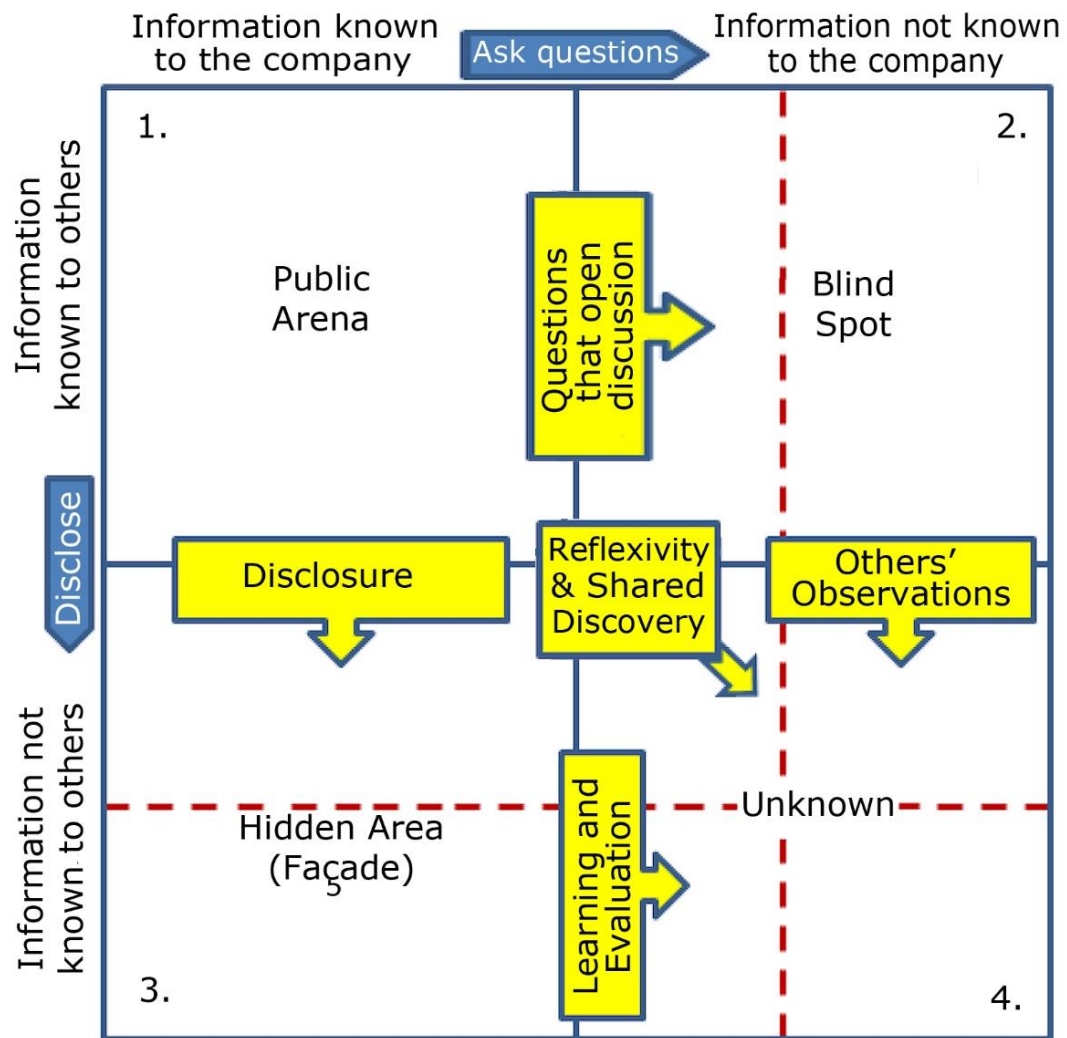 Information known
to the company
Ask questions
Information not known
to the company
1.
2.
Information
known to others
Public
Arena
Questions
that open
discussion
Blind
Spot
Disclose
Disclosure
Reflexivity
& Shared
Discovery
Others’
Observations
Information not
known to others
Hidden Area
(Façade)
Learning and
Evaluation
Unknown
3.
4.